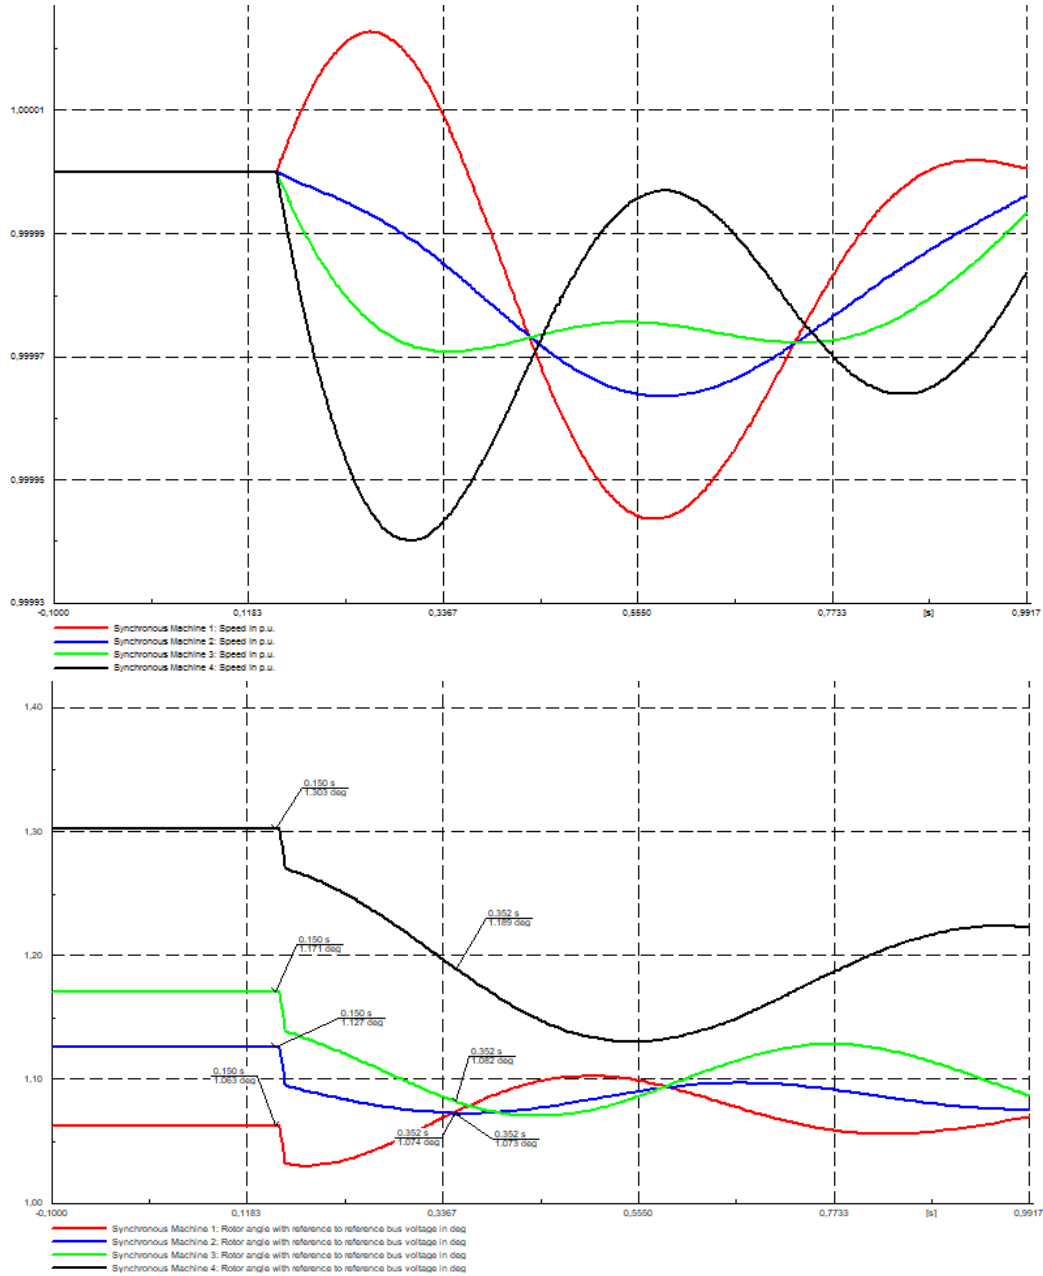 1,00001
0,99999
0,99997
0,99995
0,99993
-0,1000 0,1183 0,3367 0,5550 0,7733 [s] 0,9917
Synchronous Machine 1: Speed in p.u.
Synchronous Machine 2: Speed in p.u.
Synchronous Machine 3: Speed in p.u.
Synchronous Machine 4: Speed in p.u.
1,40
0.150 s
1.303 deg
1,30
0.352 s
1.189 deg
0.150 s
1.171 deg
1,20
0.150 s
1.127 deg
0.352 s
1.082 deg
0.150 s
1.063 deg
1,10
0.352 s
1.074 deg
0.352 s
1.073 deg
1,00
-0,1000 0,1183 0,3367 0,5550 0,7733 [s] 0,9917
Synchronous Machine 1: Rotor angle with reference to reference bus voltage in deg
Synchronous Machine 2: Rotor angle with reference to reference bus voltage in deg
Synchronous Machine 3: Rotor angle with reference to reference bus voltage in deg
Synchronous Machine 4: Rotor angle with reference to reference bus voltage in deg